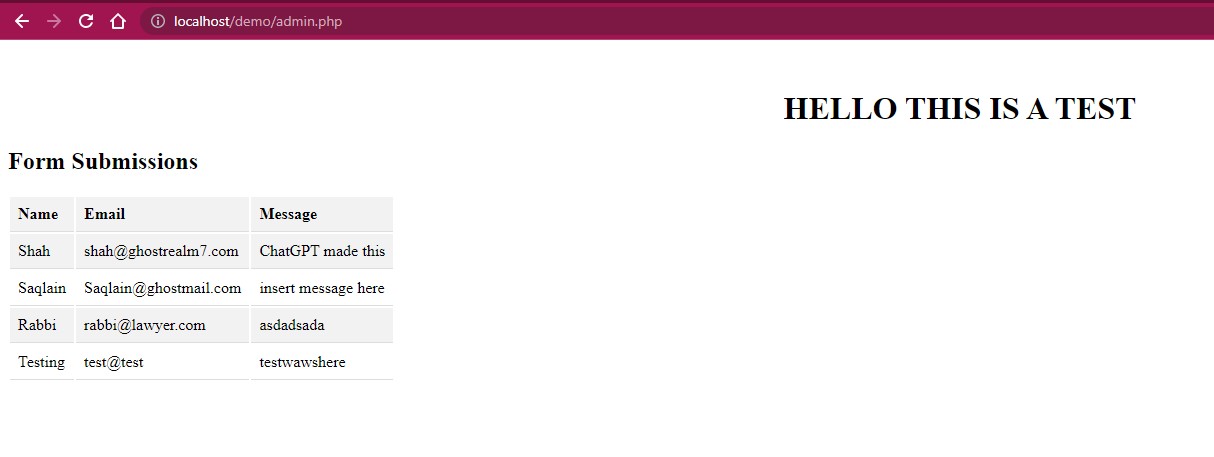 localhost/demo/admin.php
HELLO THIS IS A TEST
Form Submissions
Name Email Message
Shah shah@ghostrealm7.com ChatGPT made this
Saqlain Saqlain@ghostmail.com insert message here
Rabbi rabbi@lawyer.com asdadsada
Testing test@test testwawshere